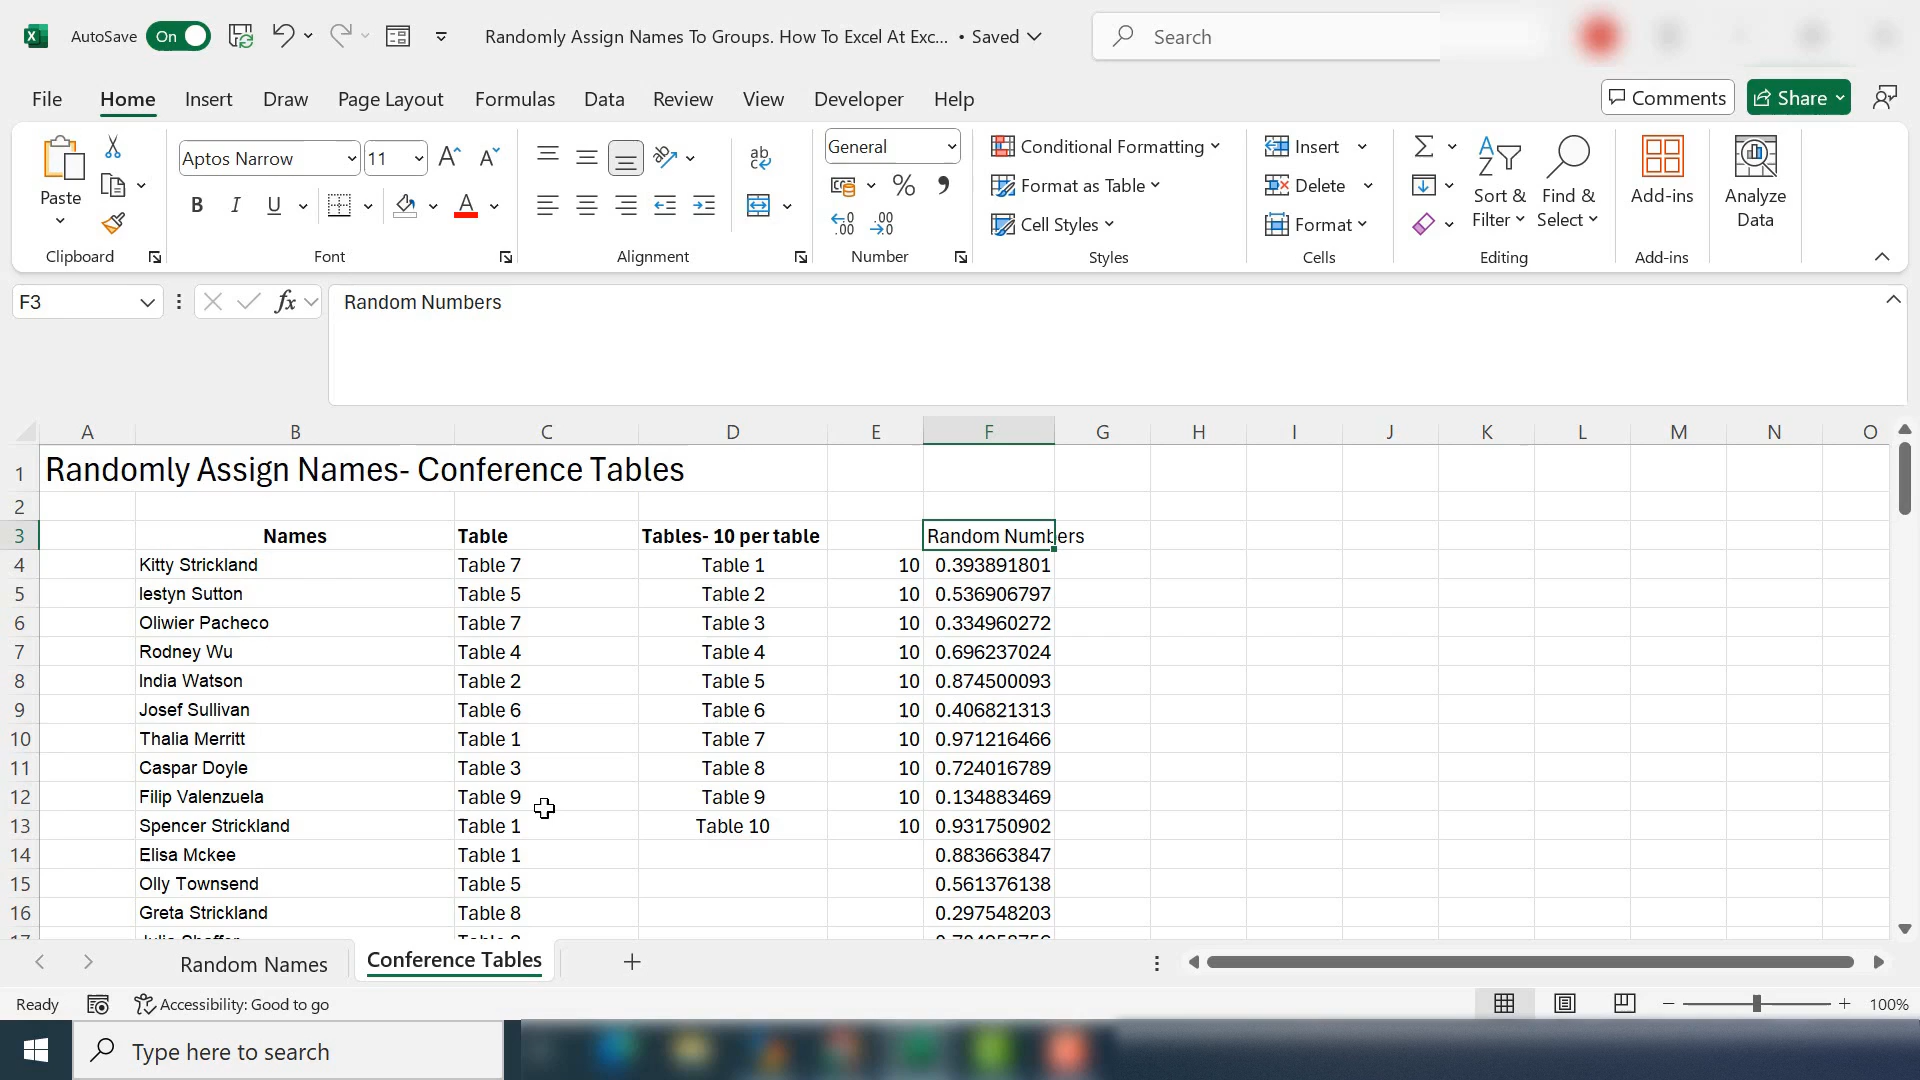 AutoSave On Randomly Assign Names To Groups. How To Excel At Exc... • Saved Search
File Home Insert Draw Page Layout Formulas Data Review View Developer Help Comments Share
Paste Aptos Narrow 11 General Conditional Formatting Insert Sort & Filter Find & Select Add-ins Analyze Data
B I U ab c % Format as Table Delete
Cell Styles Format
Clipboard Font Alignment Number Styles Cells Editing Add-ins
F3 fx Random Numbers
A B C D E F G H I J K L M N O
1 Randomly Assign Names- Conference Tables
2
3 Names Table Tables- 10 per table Random Numbers
4 Kitty Strickland Table 7 Table 1 10 0.393891801
5 Iestyn Sutton Table 5 Table 2 10 0.536906797
6 Oliwier Pacheco Table 7 Table 3 10 0.334960272
7 Rodney Wu Table 4 Table 4 10 0.696237024
8 India Watson Table 2 Table 5 10 0.874500093
9 Josef Sullivan Table 6 Table 6 10 0.406821313
10 Thalia Merritt Table 1 Table 7 10 0.971216466
11 Caspar Doyle Table 3 Table 8 10 0.724016789
12 Filip Valenzuela Table 9 Table 9 10 0.134883469
13 Spencer Strickland Table 1 Table 10 10 0.931750902
14 Elisa Mckee Table 1 0.883663847
15 Olly Townsend Table 5 0.561376138
16 Greta Strickland Table 8 0.297548203
Random Names Conference Tables
Ready Accessibility: Good to go 100%
Type here to search